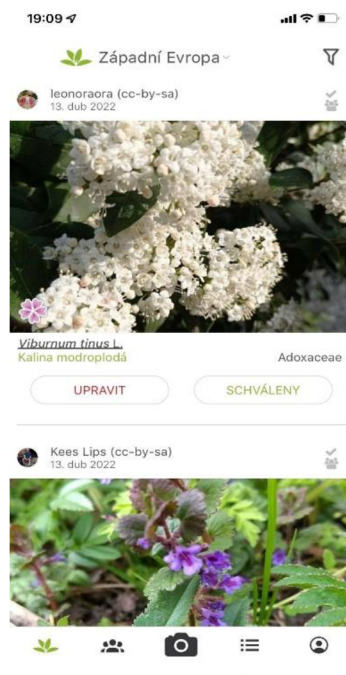 19:09
Západní Evropa
leonoraora (cc-by-sa)
13. dub 2022
Viburnum tinus L.
Kalina modroplodá
Adoxaceae
UPRAVIT
SCHVÁLENY
Kees Lips (cc-by-sa)
13. dub 2022